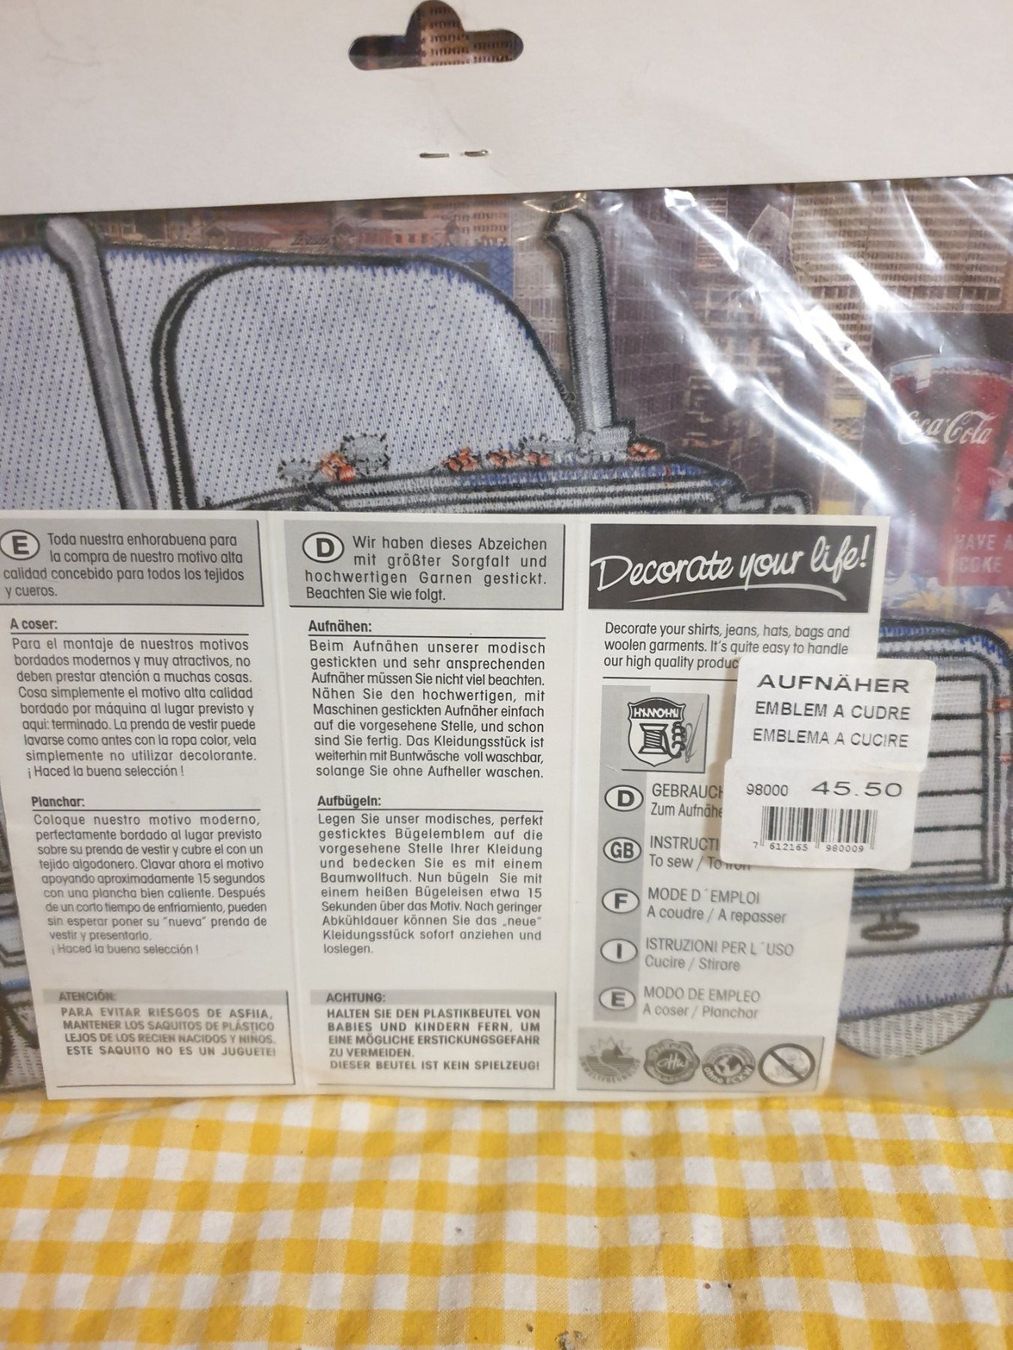 Coca-Cola
HAVE A
COKE
E
Toda nuestra enhorabuena para
la compra de nuestro motivo alta
calidad concebido para todos los tejidos
y cueros.
A coser:
Para el montaje de nuestros motivos
bordados modernos y muy atractivos, no
deben prestar atención a muchas cosas.
Cosa simplemente el motivo alta calidad
bordado por máquina al lugar previsto y
aqui: terminado. La prenda de vestir puede
lavarse como antes con la ropa color, vela
simplemente no utilizar decolorante.
¡ Haced la buena selección !
Planchar:
Coloque nuestro motivo moderno,
perfectamente bordado al lugar previsto
sobre su prenda de vestir y cubre el con un
tejido algodonero. Clavar ahora el motivo
apoyando aproximadamente 15 segundos
con una plancha bien caliente. Después
de un corto tiempo de enfriamiento, pueden
sin esperar poner su "nueva" prenda de
vestir y presentarlo.
¡ Haced la buena selección !
ATENCIÓN:
PARA EVITAR RIESGOS DE ASFIIA,
MANTENER LOS SAQUITOS DE PLÁSTICO
LEJOS DE LOS RECIEN NACIDOS Y NINOS.
ESTE SAQUITO NO ES UN JUGUETE!
D
Wir haben dieses Abzeichen
mit größter Sorgfalt und
hochwertigen Garnen gestickt.
Beachten Sie wie folgt.
Aufnähen:
Beim Aufnähen unserer modisch
gestickten und sehr ansprechenden
Aufnäher müssen Sie nicht viel beachten.
Nähen Sie den hochwertigen, mit
Maschinen gestickten Aufnäher einfach
auf die vorgesehene Stelle, und schon
sind Sie fertig. Das Kleidungsstück ist
weiterhin mit Buntwäsche voll waschbar,
solange Sie ohne Aufheller waschen.
Aufbügeln:
Legen Sie unser modisches, perfekt
gesticktes Bügelemblem auf die
vorgesehene Stelle Ihrer Kleidung
und bedecken Sie es mit einem
Baumwolltuch. Nun bügeln Sie mit
einem heißen Bügeleisen etwa 15
Sekunden über das Motiv. Nach geringer
Abkühldauer können Sie das „neue"
Kleidungsstück sofort anziehen und
loslegen.
ACHTUNG:
HALTEN SIE DEN PLASTIKBEUTEL VON
BABIES UND KINDERN FERN, UM
EINE MÖGLICHE ERSTICKUNGSGEFAHR
ZU VERMEIDEN.
DIESER BEUTEL IST KEIN SPIELZEUG!
Decorate your life!
Decorate your shirts, jeans, hats, bags and
woolen garments. It's quite easy to handle
our high quality
D
Zum
GB
To sew / To iron
F MODE D´EMPLOI
A coudre / A repasser
I ISTRUZIONI PER L´USO
Cucire / Stirare
E MODO DE EMPLEO
A coser / Planchar
AUFNÄHER
EMBLEM A CUDRE
EMBLEMA A CUCIRE
98000 45.50
7 612165 980009